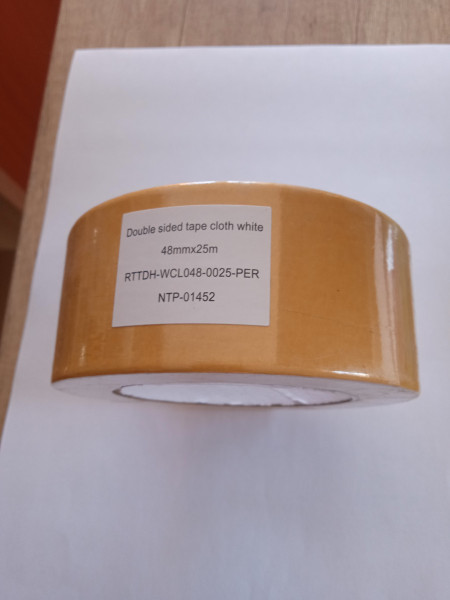 Double sided tape cloth white
48mmx25m
RTTDH-WCL048-0025-PER
NTP-01452